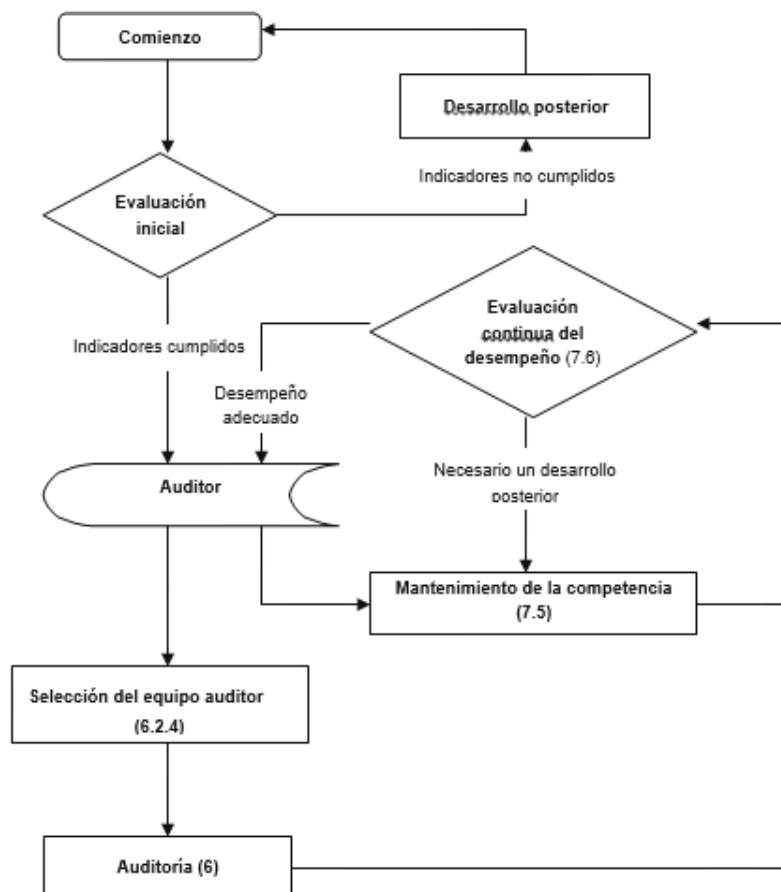 Comienzo
Desarrollo posterior
Indicadores no cumplidos
Evaluación
inicial
Evaluación
continua del
desempeño (7.6)
Indicadores cumplidos
Desempeño
adecuado
Necesario un desarrollo
posterior
Auditor
Mantenimiento de la competencia
(7.5)
Selección del equipo auditor
(6.2.4)
Auditoría (6)